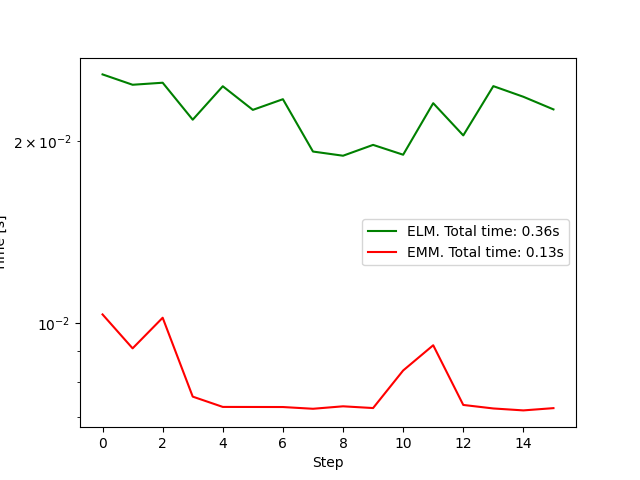 2 × 10⁻²
10⁻²
ELM. Total time: 0.36s
EMM. Total time: 0.13s
0 2 4 6 8 10 12 14
Step
[s]